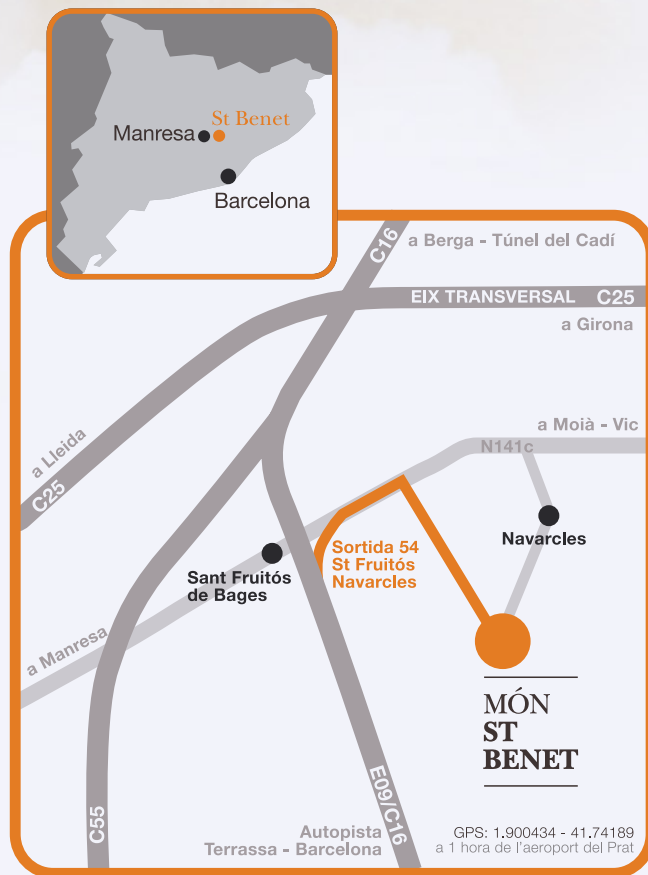 St Benet
Manresa
Barcelona
C16
a Berga - Túnel del Cadí
EIX TRANSVERSAL C25
a Girona
a Moià - Vic
N141c
a Lleida
C25
Navarcles
Sortida 54
St Fruitós
Navarcles
Sant Fruitós
de Bages
a Manresa
MÓN
ST
BENET
C55
E09/C16
Autopista
Terrassa - Barcelona
GPS: 1.900434 - 41.74189
a 1 hora de l'aeroport del Prat